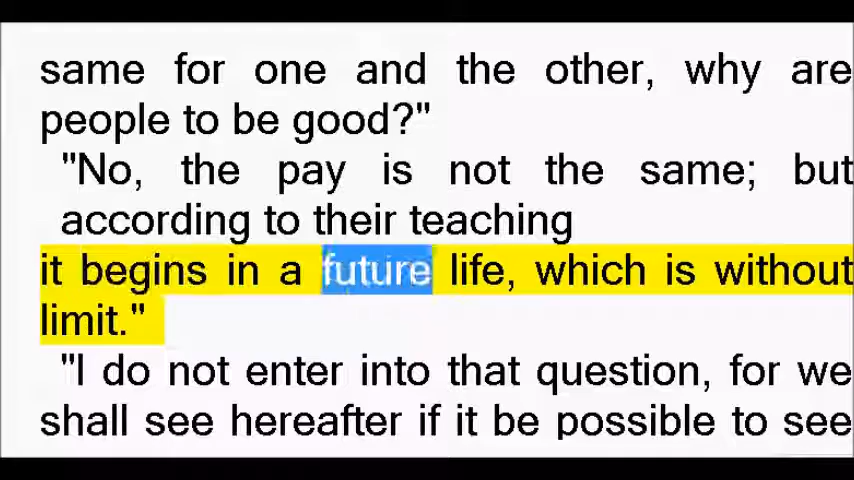 same for one and the other, why are
people to be good?"
"No, the pay is not the same; but
according to their teaching
it begins in a future life, which is without
limit."
"I do not enter into that question, for we
shall see hereafter if it be possible to see